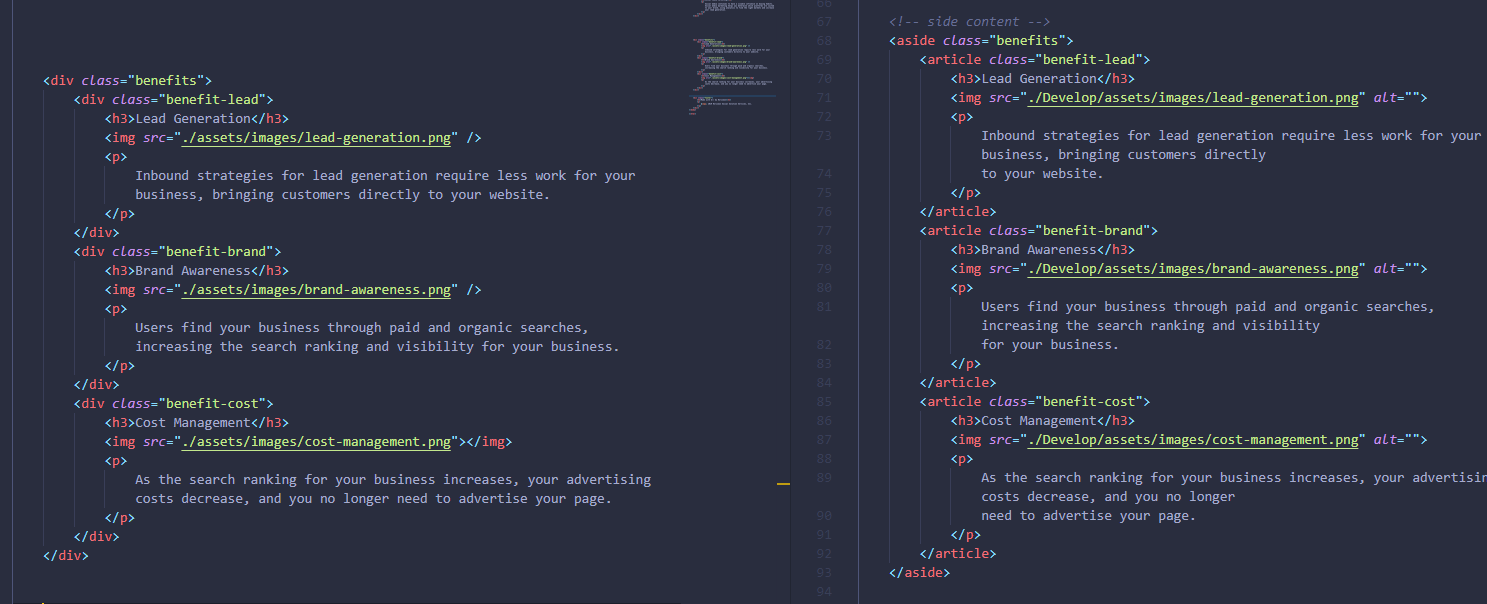 <div class="benefits">
<div class="benefit-lead">
<h3>Lead Generation</h3>
<img src="./assets/images/lead-generation.png" />
<p>
Inbound strategies for lead generation require less work for your
business, bringing customers directly to your website.
</p>
</div>
<div class="benefit-brand">
<h3>Brand Awareness</h3>
<img src="./assets/images/brand-awareness.png" />
<p>
Users find your business through paid and organic searches,
increasing the search ranking and visibility for your business.
</p>
</div>
<div class="benefit-cost">
<h3>Cost Management</h3>
<img src="./assets/images/cost-management.png"></img>
<p>
As the search ranking for your business increases, your advertising
costs decrease, and you no longer need to advertise your page.
</p>
</div>
</div>
66
67 <!-- side content -->
68 <aside class="benefits">
69 <article class="benefit-lead">
70 <h3>Lead Generation</h3>
71 <img src="./Develop/assets/images/lead-generation.png" alt="">
72 <p>
73 Inbound strategies for lead generation require less work for your
business, bringing customers directly
74 to your website.
75 </p>
76 </article>
77 <article class="benefit-brand">
78 <h3>Brand Awareness</h3>
79 <img src="./Develop/assets/images/brand-awareness.png" alt="">
80 <p>
81 Users find your business through paid and organic searches,
increasing the search ranking and visibility
82 for your business.
83 </p>
84 </article>
85 <article class="benefit-cost">
86 <h3>Cost Management</h3>
87 <img src="./Develop/assets/images/cost-management.png" alt="">
88 <p>
89 As the search ranking for your business increases, your advertisin
costs decrease, and you no longer
90 need to advertise your page.
91 </p>
92 </article>
93 </aside>
94